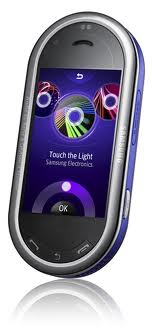 Touch the Light
Samsung Electronics.
OK